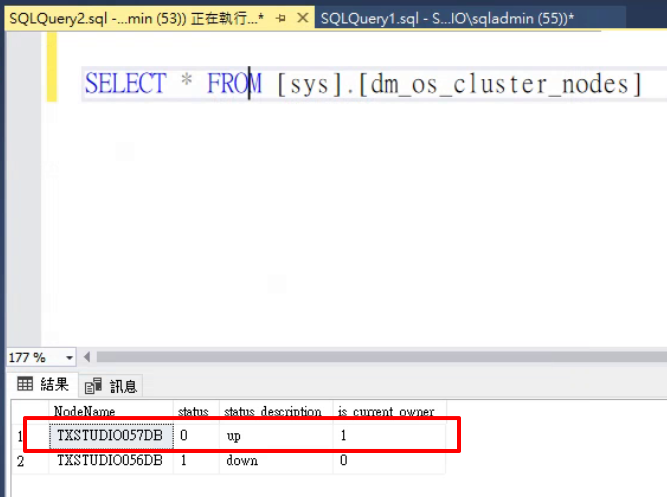 SQLQuery2.sql -...min (53)) 正在執行...* SQLQuery1.sql - S...IO\sqladmin (55))*
SELECT * FROM [sys].[dm_os_cluster_nodes]
177 %
結果 訊息
NodeName status status_description is_current_owner
1 TXSTUDIO057DB 0 up 1
2 TXSTUDIO056DB 1 down 0